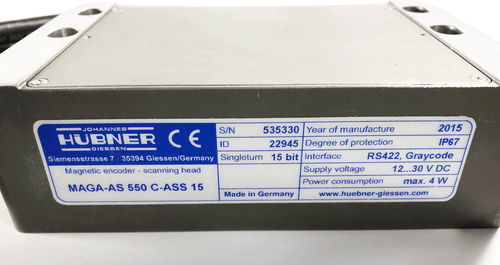 JOHANNES
HÜBNER
GIESSEN
CE
Siemensstrasse 7 35394 Giessen/Germany
Magnetic encoder - scanning head
MAGA-AS 550 C-ASS 15
S/N 535330
ID 22945
Singleturn 15 bit
Made in Germany
Year of manufacture 2015
Degree of protection IP67
Interface RS422, Graycode
Supply voltage 12...30 V DC
Power consumption max. 4 W
www.huebner-giessen.com